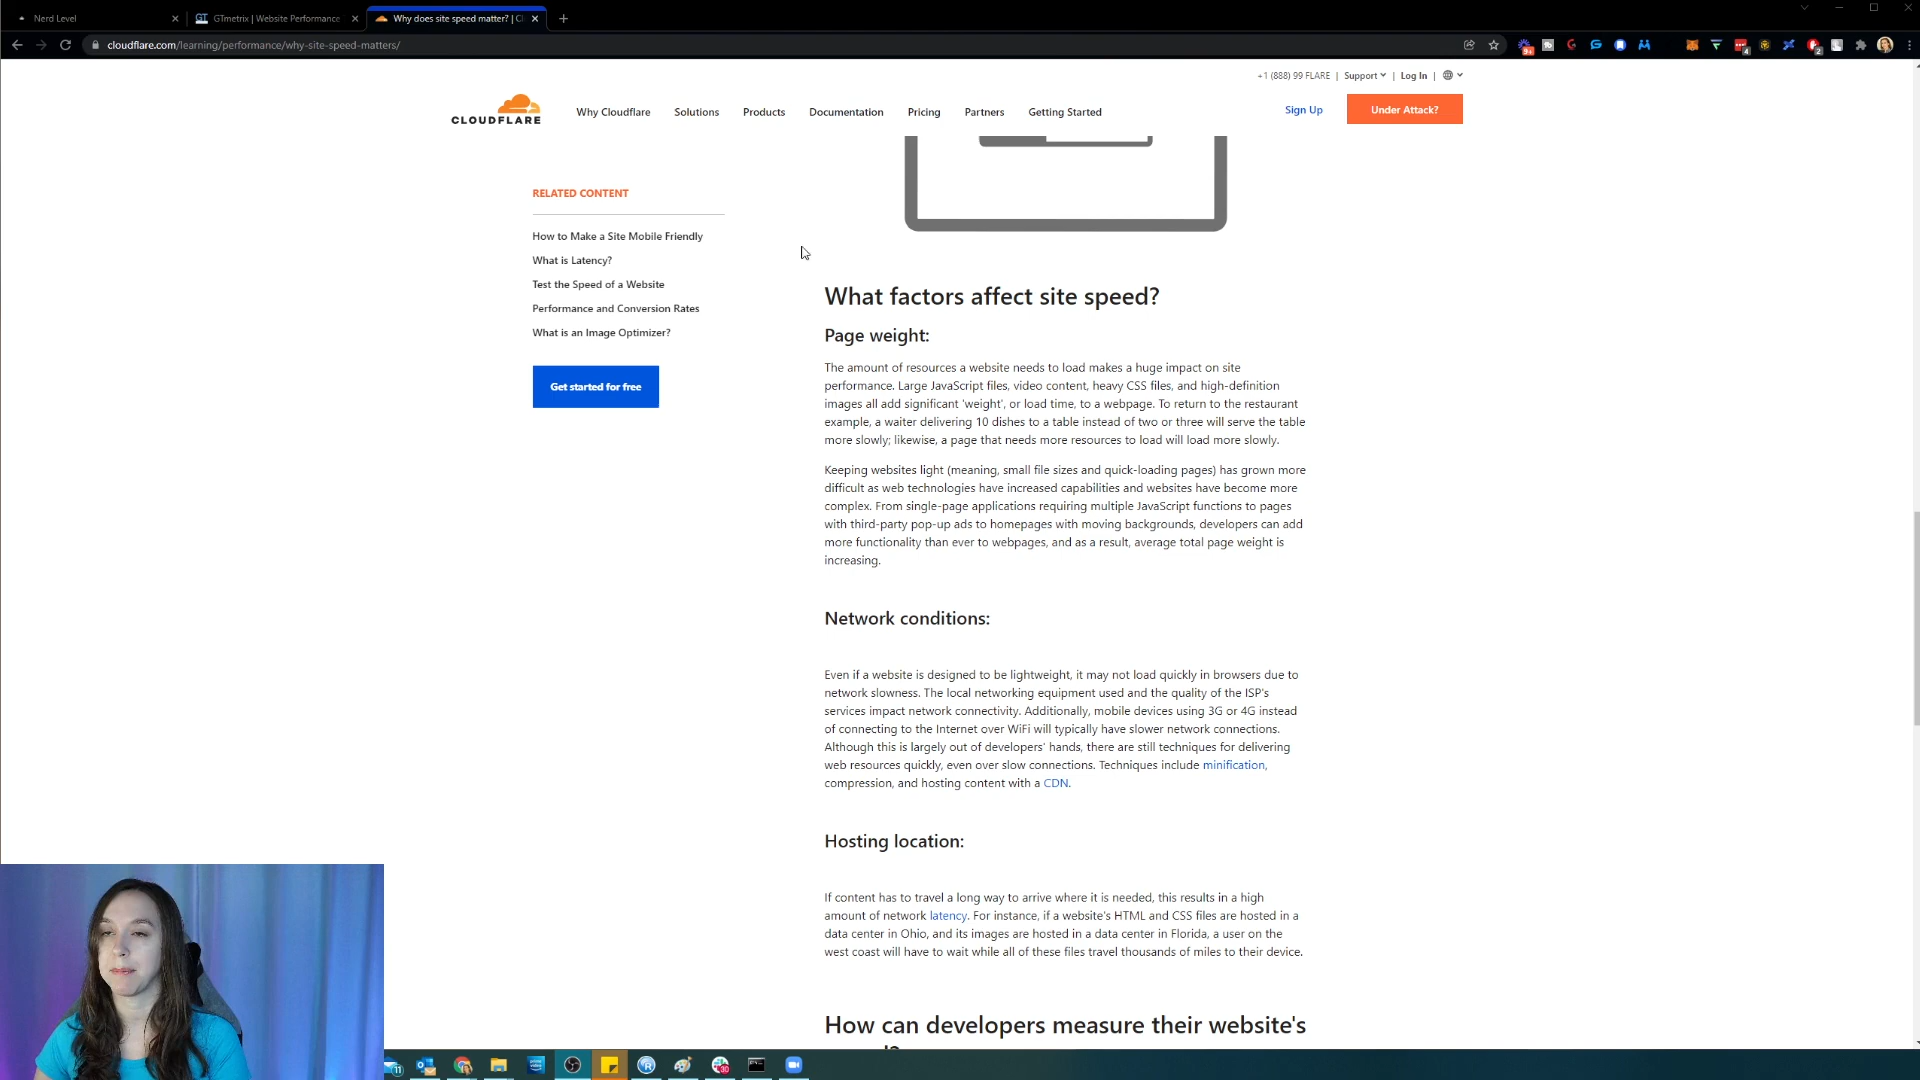 Nerd Level
GTmetrix | Website Performance
Why does site speed matter? | Cl
cloudflare.com/learning/performance/why-site-speed-matters/
+1 (888) 99 FLARE | Support | Log In |
CLOUDFLARE
Why Cloudflare Solutions Products Documentation Pricing Partners Getting Started
Sign Up
Under Attack?
RELATED CONTENT
How to Make a Site Mobile Friendly
What is Latency?
Test the Speed of a Website
Performance and Conversion Rates
What is an Image Optimizer?
Get started for free
What factors affect site speed?
Page weight:
The amount of resources a website needs to load makes a huge impact on site
performance. Large JavaScript files, video content, heavy CSS files, and high-definition
images all add significant 'weight', or load time, to a webpage. To return to the restaurant
example, a waiter delivering 10 dishes to a table instead of two or three will serve the table
more slowly; likewise, a page that needs more resources to load will load more slowly.
Keeping websites light (meaning, small file sizes and quick-loading pages) has grown more
difficult as web technologies have increased capabilities and websites have become more
complex. From single-page applications requiring multiple JavaScript functions to pages
with third-party pop-up ads to homepages with moving backgrounds, developers can add
more functionality than ever to webpages, and as a result, average total page weight is
increasing.
Network conditions:
Even if a website is designed to be lightweight, it may not load quickly in browsers due to
network slowness. The local networking equipment used and the quality of the ISP's
services impact network connectivity. Additionally, mobile devices using 3G or 4G instead
of connecting to the Internet over WiFi will typically have slower network connections.
Although this is largely out of developers' hands, there are still techniques for delivering
web resources quickly, even over slow connections. Techniques include minification,
compression, and hosting content with a CDN.
Hosting location:
If content has to travel a long way to arrive where it is needed, this results in a high
amount of network latency. For instance, if a website's HTML and CSS files are hosted in a
data center in Ohio, and its images are hosted in a data center in Florida, a user on the
west coast will have to wait while all of these files travel thousands of miles to their device.
How can developers measure their website's